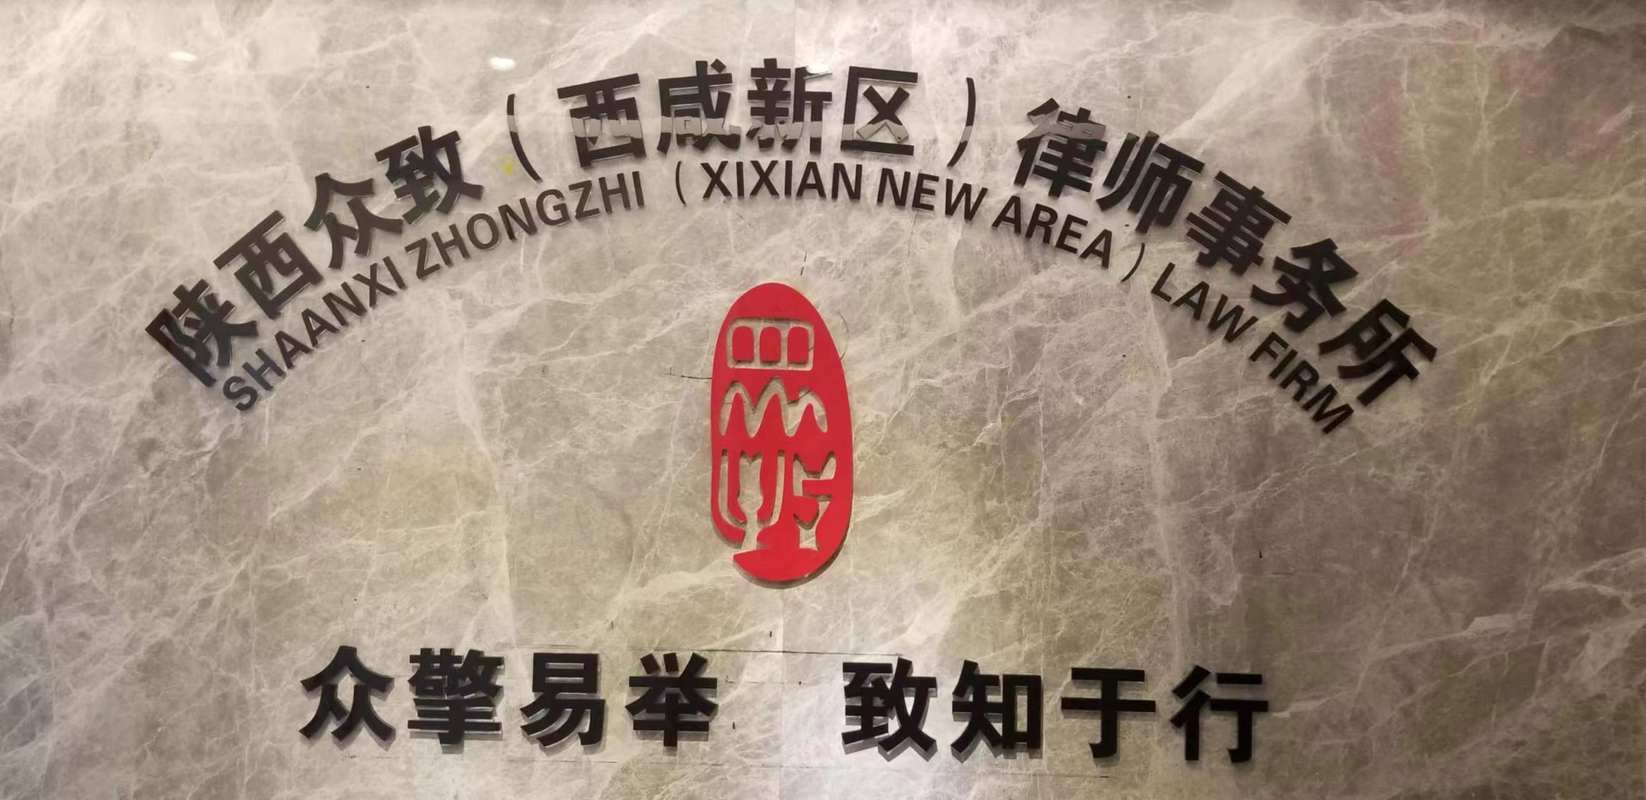 陕西众致（西咸新区）律师事务所
SHAANXI ZHONGZHI （XIXIAN NEW AREA）LAW FIRM
众擎易举 致知于行